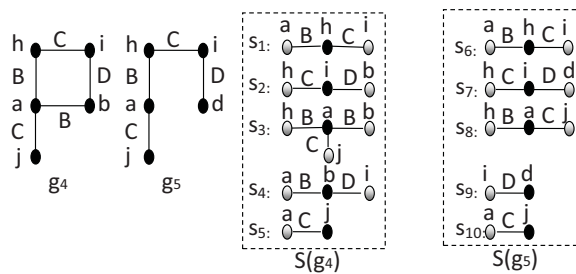 h C i h C i
B D B D
a B b a d
C C
j j
g4 g5
a h i
s1: B C
h i b
s2: C D
h a b
s3: B B
C j
a b i
s4: B D
a j
s5: C
S(g4)
a h i
s6: B C
h i d
s7: C D
h a j
s8: B C
i d
s9: D
a j
s10: C
S(g5)